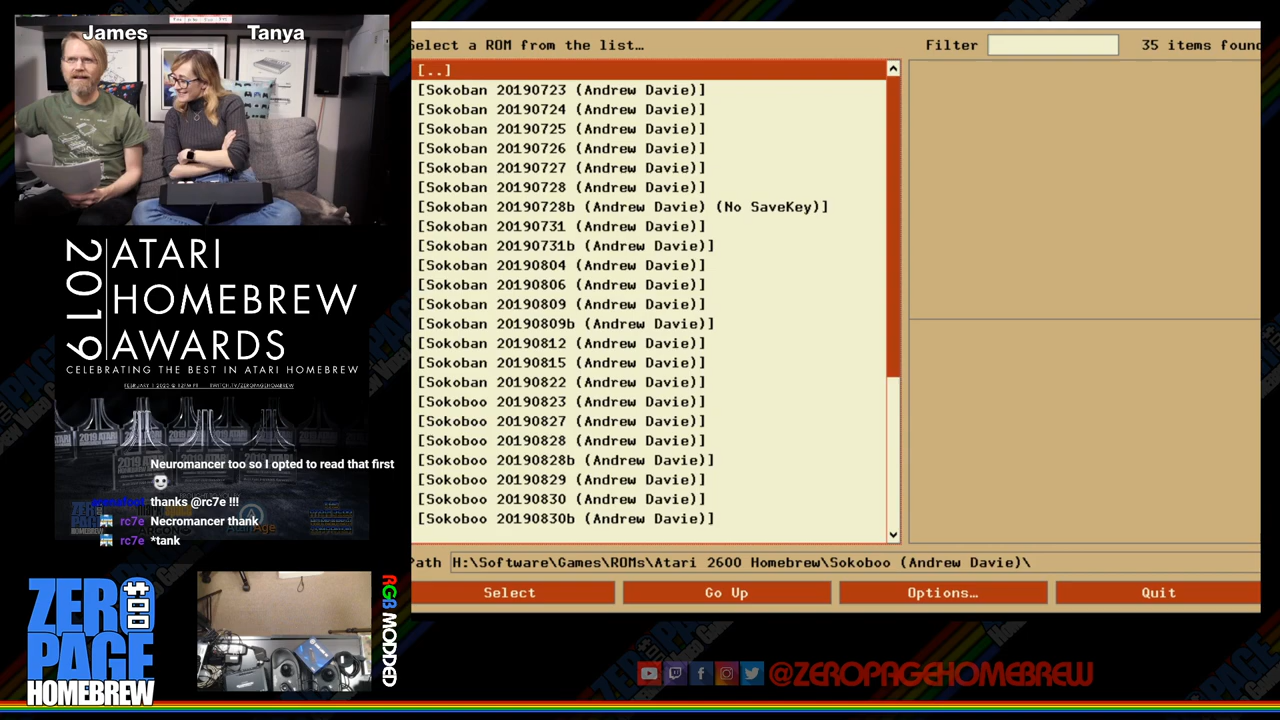 James
Tanya
2019
ATARI
HOMEBREW
AWARDS
CELEBRATING THE BEST IN ATARI HOMEBREW
Neuromancer too so I opted to read that first
thanks @rc7e !!!
rc7e Necromancer thank
rc7e *tank
ZERO
PAGE
HOMEBREW
RGB MODDED
Select a ROM from the list…
Filter
35 items found
[..]
[Sokoban 20190723 (Andrew Davie)]
[Sokoban 20190724 (Andrew Davie)]
[Sokoban 20190725 (Andrew Davie)]
[Sokoban 20190726 (Andrew Davie)]
[Sokoban 20190727 (Andrew Davie)]
[Sokoban 20190728 (Andrew Davie)]
[Sokoban 20190728b (Andrew Davie) (No SaveKey)]
[Sokoban 20190731 (Andrew Davie)]
[Sokoban 20190731b (Andrew Davie)]
[Sokoban 20190804 (Andrew Davie)]
[Sokoban 20190806 (Andrew Davie)]
[Sokoban 20190809 (Andrew Davie)]
[Sokoban 20190809b (Andrew Davie)]
[Sokoban 20190812 (Andrew Davie)]
[Sokoban 20190815 (Andrew Davie)]
[Sokoban 20190822 (Andrew Davie)]
[Sokoboo 20190823 (Andrew Davie)]
[Sokoboo 20190827 (Andrew Davie)]
[Sokoboo 20190828 (Andrew Davie)]
[Sokoboo 20190828b (Andrew Davie)]
[Sokoboo 20190829 (Andrew Davie)]
[Sokoboo 20190830 (Andrew Davie)]
[Sokoboo 20190830b (Andrew Davie)]
Path H:\Software\Games\ROMs\Atari 2600 Homebrew\Sokoboo (Andrew Davie)\
Select
Go Up
Options…
Quit
@ZEROPAGEHOMEBREW